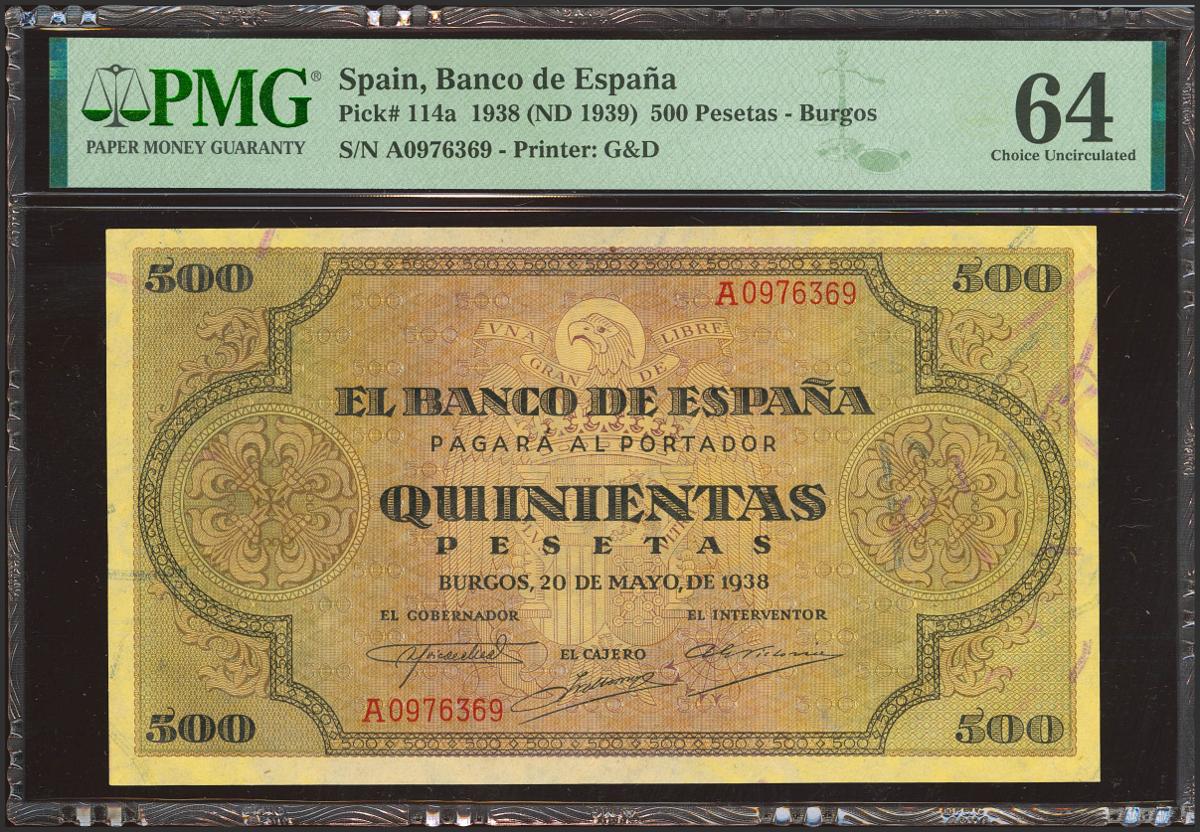 PMG®
PAPER MONEY GUARANTY
Spain, Banco de España
Pick# 114a 1938 (ND 1939) 500 Pesetas - Burgos
S/N A0976369 - Printer: G&D
64
Choice Uncirculated
500
500
A0976369
VNA GRAN DE LIBRE
EL BANCO DE ESPAÑA
PAGARÁ AL PORTADOR
QUINIENTAS
PESETAS
BURGOS, 20 DE MAYO, DE 1938
EL GOBERNADOR
EL INTERVENTOR
EL CAJERO
A0976369
500
500